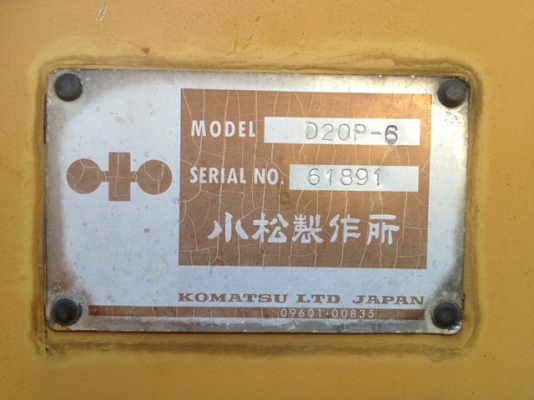 MODEL D20P-6
SERIAL NO. 61891
小松製作所
KOMATSU LTD JAPAN
09601-00835